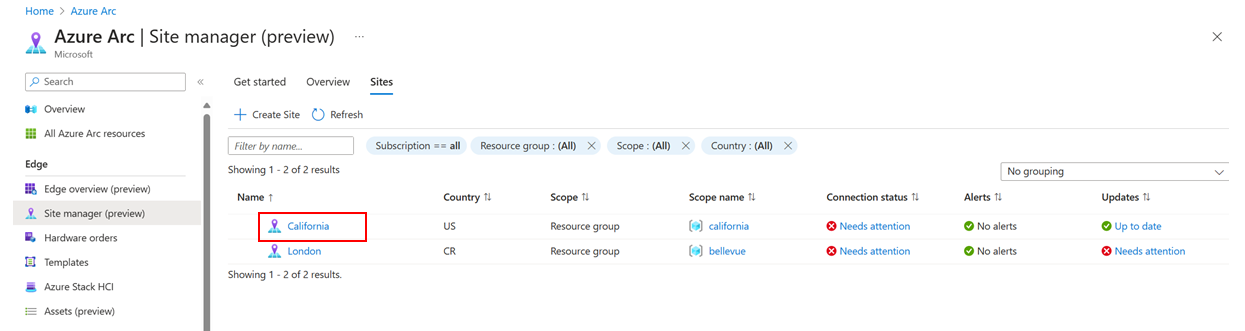 Home > Azure Arc
Azure Arc | Site manager (preview) ...
Microsoft
Search «
Overview
All Azure Arc resources
Edge
Edge overview (preview)
Site manager (preview)
Hardware orders
Templates
Azure Stack HCI
Assets (preview)
Get started Overview Sites
Create Site Refresh
Filter by name... Subscription == all Resource group : (All) Scope : (All) Country : (All)
Showing 1 - 2 of 2 results
No grouping
Name ↑ Country ↑↓ Scope ↑↓ Scope name ↑↓ Connection status ↑↓ Alerts ↑↓ Updates ↑↓
California US Resource group california Needs attention No alerts Up to date
London CR Resource group bellevue Needs attention No alerts Needs attention
Showing 1 - 2 of 2 results.